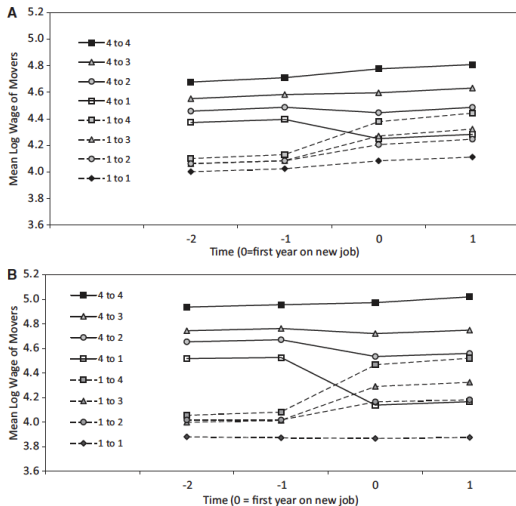 A
5.2
5.0
4.8
4.6
4.4
4.2
4.0
3.8
3.6
Mean Log Wage of Movers
4 to 4
4 to 3
4 to 2
4 to 1
1 to 4
1 to 3
1 to 2
1 to 1
-2 -1 0 1
Time (0=first year on new job)
B
5.2
5.0
4.8
4.6
4.4
4.2
4.0
3.8
3.6
Mean Log Wage of Movers
4 to 4
4 to 3
4 to 2
4 to 1
1 to 4
1 to 3
1 to 2
1 to 1
-2 -1 0 1
Time (0 = first year on new job)